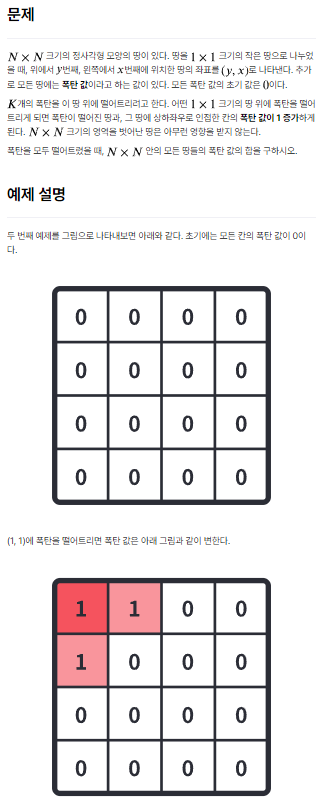 문제
N × N 크기의 정사각형 모양의 땅이 있다. 땅을 1 × 1 크기의 작은 땅으로 나누었
을 때, 위에서 y번째, 왼쪽에서 x번째에 위치한 땅의 좌표를 (y, x)로 나타낸다. 추가
로 모든 땅에는 폭탄 값이라고 하는 값이 있다. 모든 폭탄 값의 초기 값은 0이다.
K개의 폭탄을 이 땅 위에 떨어트리려고 한다. 어떤 1 × 1 크기의 땅 위에 폭탄을 떨어
트리게 되면 폭탄이 떨어진 땅과, 그 땅에 상하좌우로 인접한 칸의 폭탄 값이 1 증가하게
된다. N × N 크기의 영역을 벗어난 땅은 아무런 영향을 받지 않는다.
폭탄을 모두 떨어트렸을 때, N × N 안의 모든 땅들의 폭탄 값의 합을 구하시오.
예제 설명
두 번째 예제를 그림으로 나타내보면 아래와 같다. 초기에는 모든 칸의 폭탄 값이 0이
다.
0 0 0 0
0 0 0 0
0 0 0 0
0 0 0 0
(1, 1)에 폭탄을 떨어트리면 폭탄 값은 아래 그림과 같이 변한다.
1 1 0 0
1 0 0 0
0 0 0 0
0 0 0 0